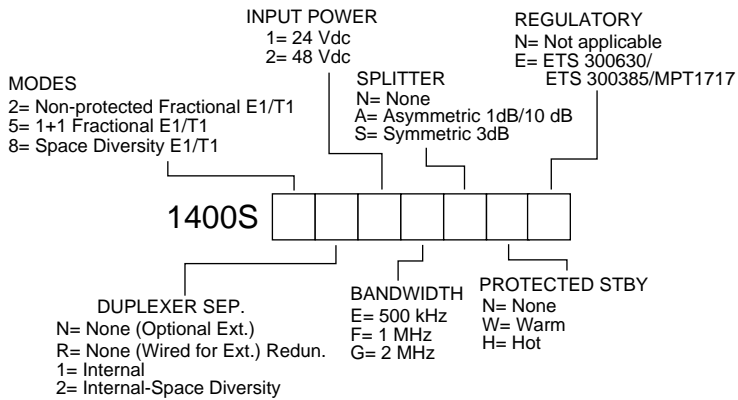 INPUT POWER
1= 24 Vdc
2= 48 Vdc
REGULATORY
N= Not applicable
E= ETS 300630/
ETS 300385/MPT1717
MODES
2= Non-protected Fractional E1/T1
5= 1+1 Fractional E1/T1
8= Space Diversity E1/T1
SPLITTER
N= None
A= Asymmetric 1dB/10 dB
S= Symmetric 3dB
1400S
DUPLEXER SEP.
N= None (Optional Ext.)
R= None (Wired for Ext.) Redun.
1= Internal
2= Internal-Space Diversity
BANDWIDTH
E= 500 kHz
F= 1 MHz
G= 2 MHz
PROTECTED STBY
N= None
W= Warm
H= Hot